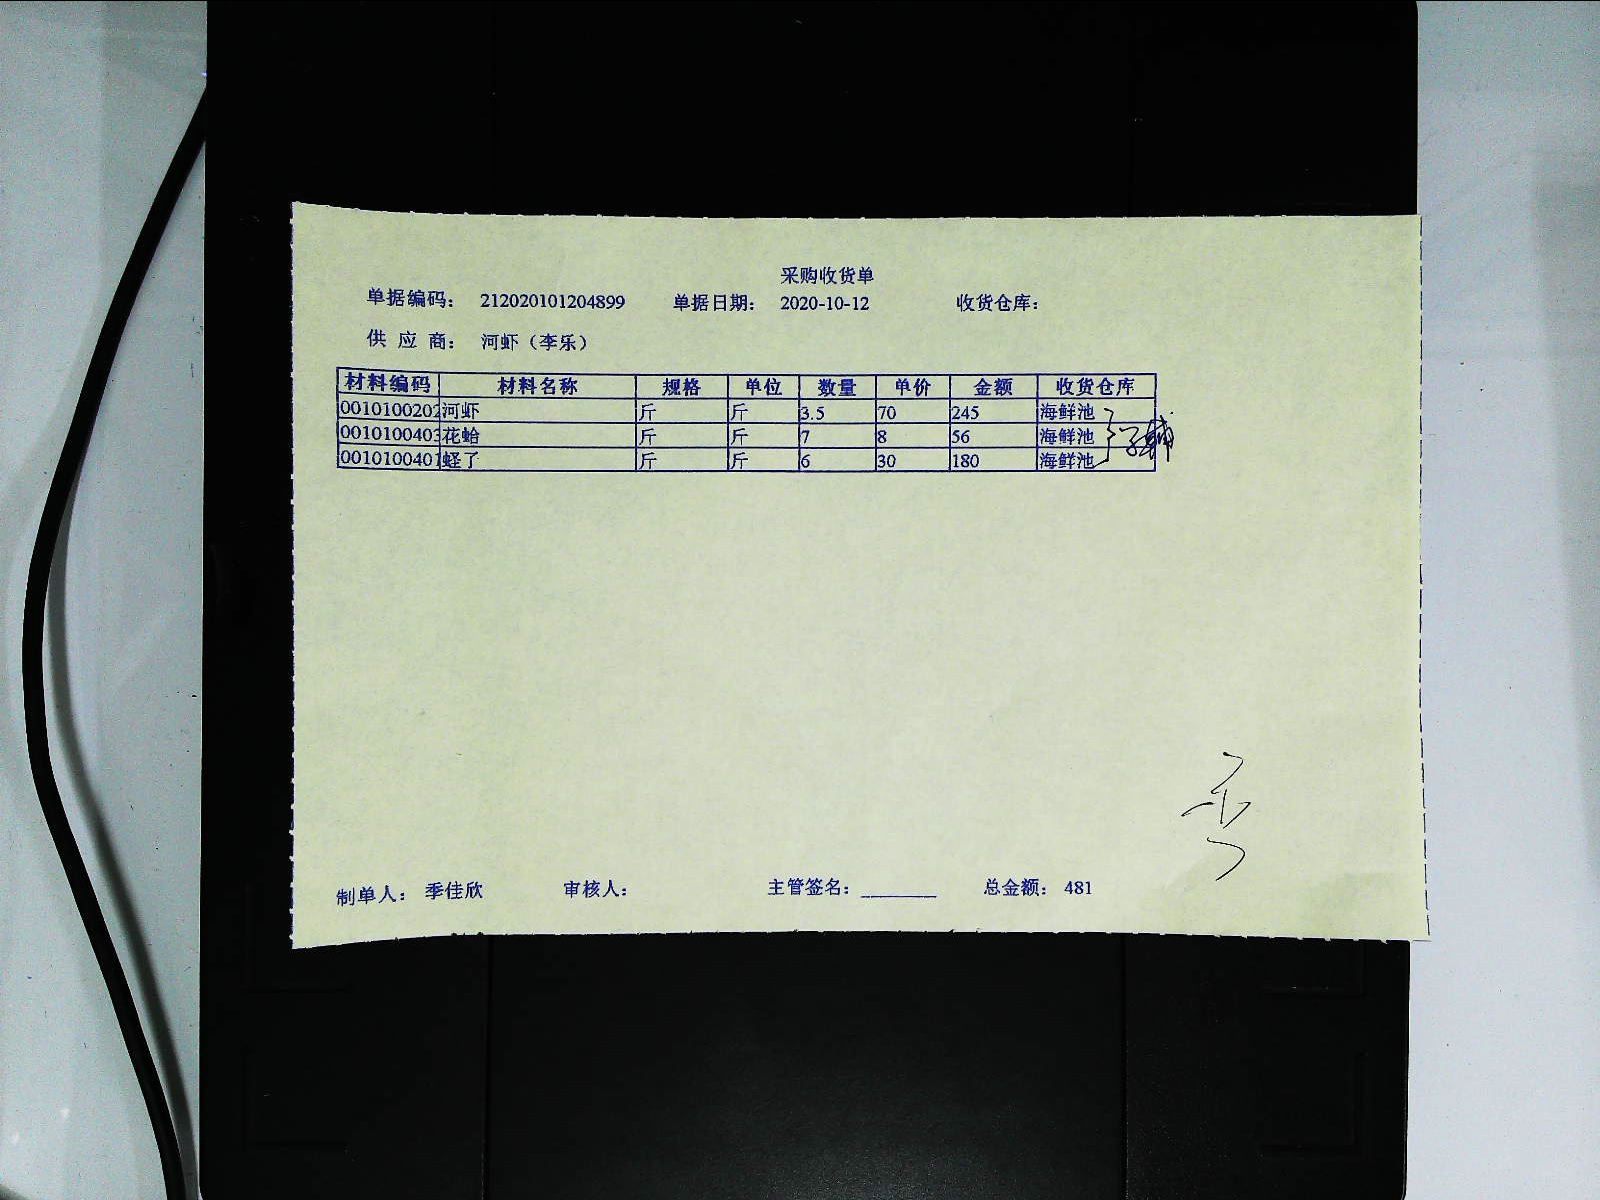 采购收货单
单据编码： 212020101204899 单据日期： 2020-10-12 收货仓库：
供 应 商： 河虾（李乐）
材料编码 材料名称 规格 单位 数量 单价 金额 收货仓库
0010100202 河虾 斤 斤 3.5 70 245 海鲜池
0010100403 花蛤 斤 斤 7 8 56 海鲜池
0010100401 蛏了 斤 斤 6 30 180 海鲜池
制单人： 季佳欣 审核人： 主管签名： ________ 总金额： 481